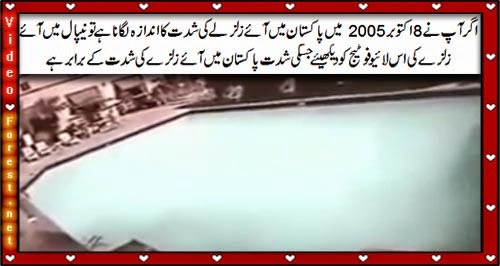 اگر آپ نے 8 اکتوبر 2005 میں پاکستان میں آئے زلزلے کی شدت کا اندازہ لگانا ہے تو نیپال میں آئے
زلزے کی اس لائیو فوٹیج کو دیکھیئے جسکی شدت پاکستان میں آئے زلزے کی شدت کے برابر ہے
Video Forest.net